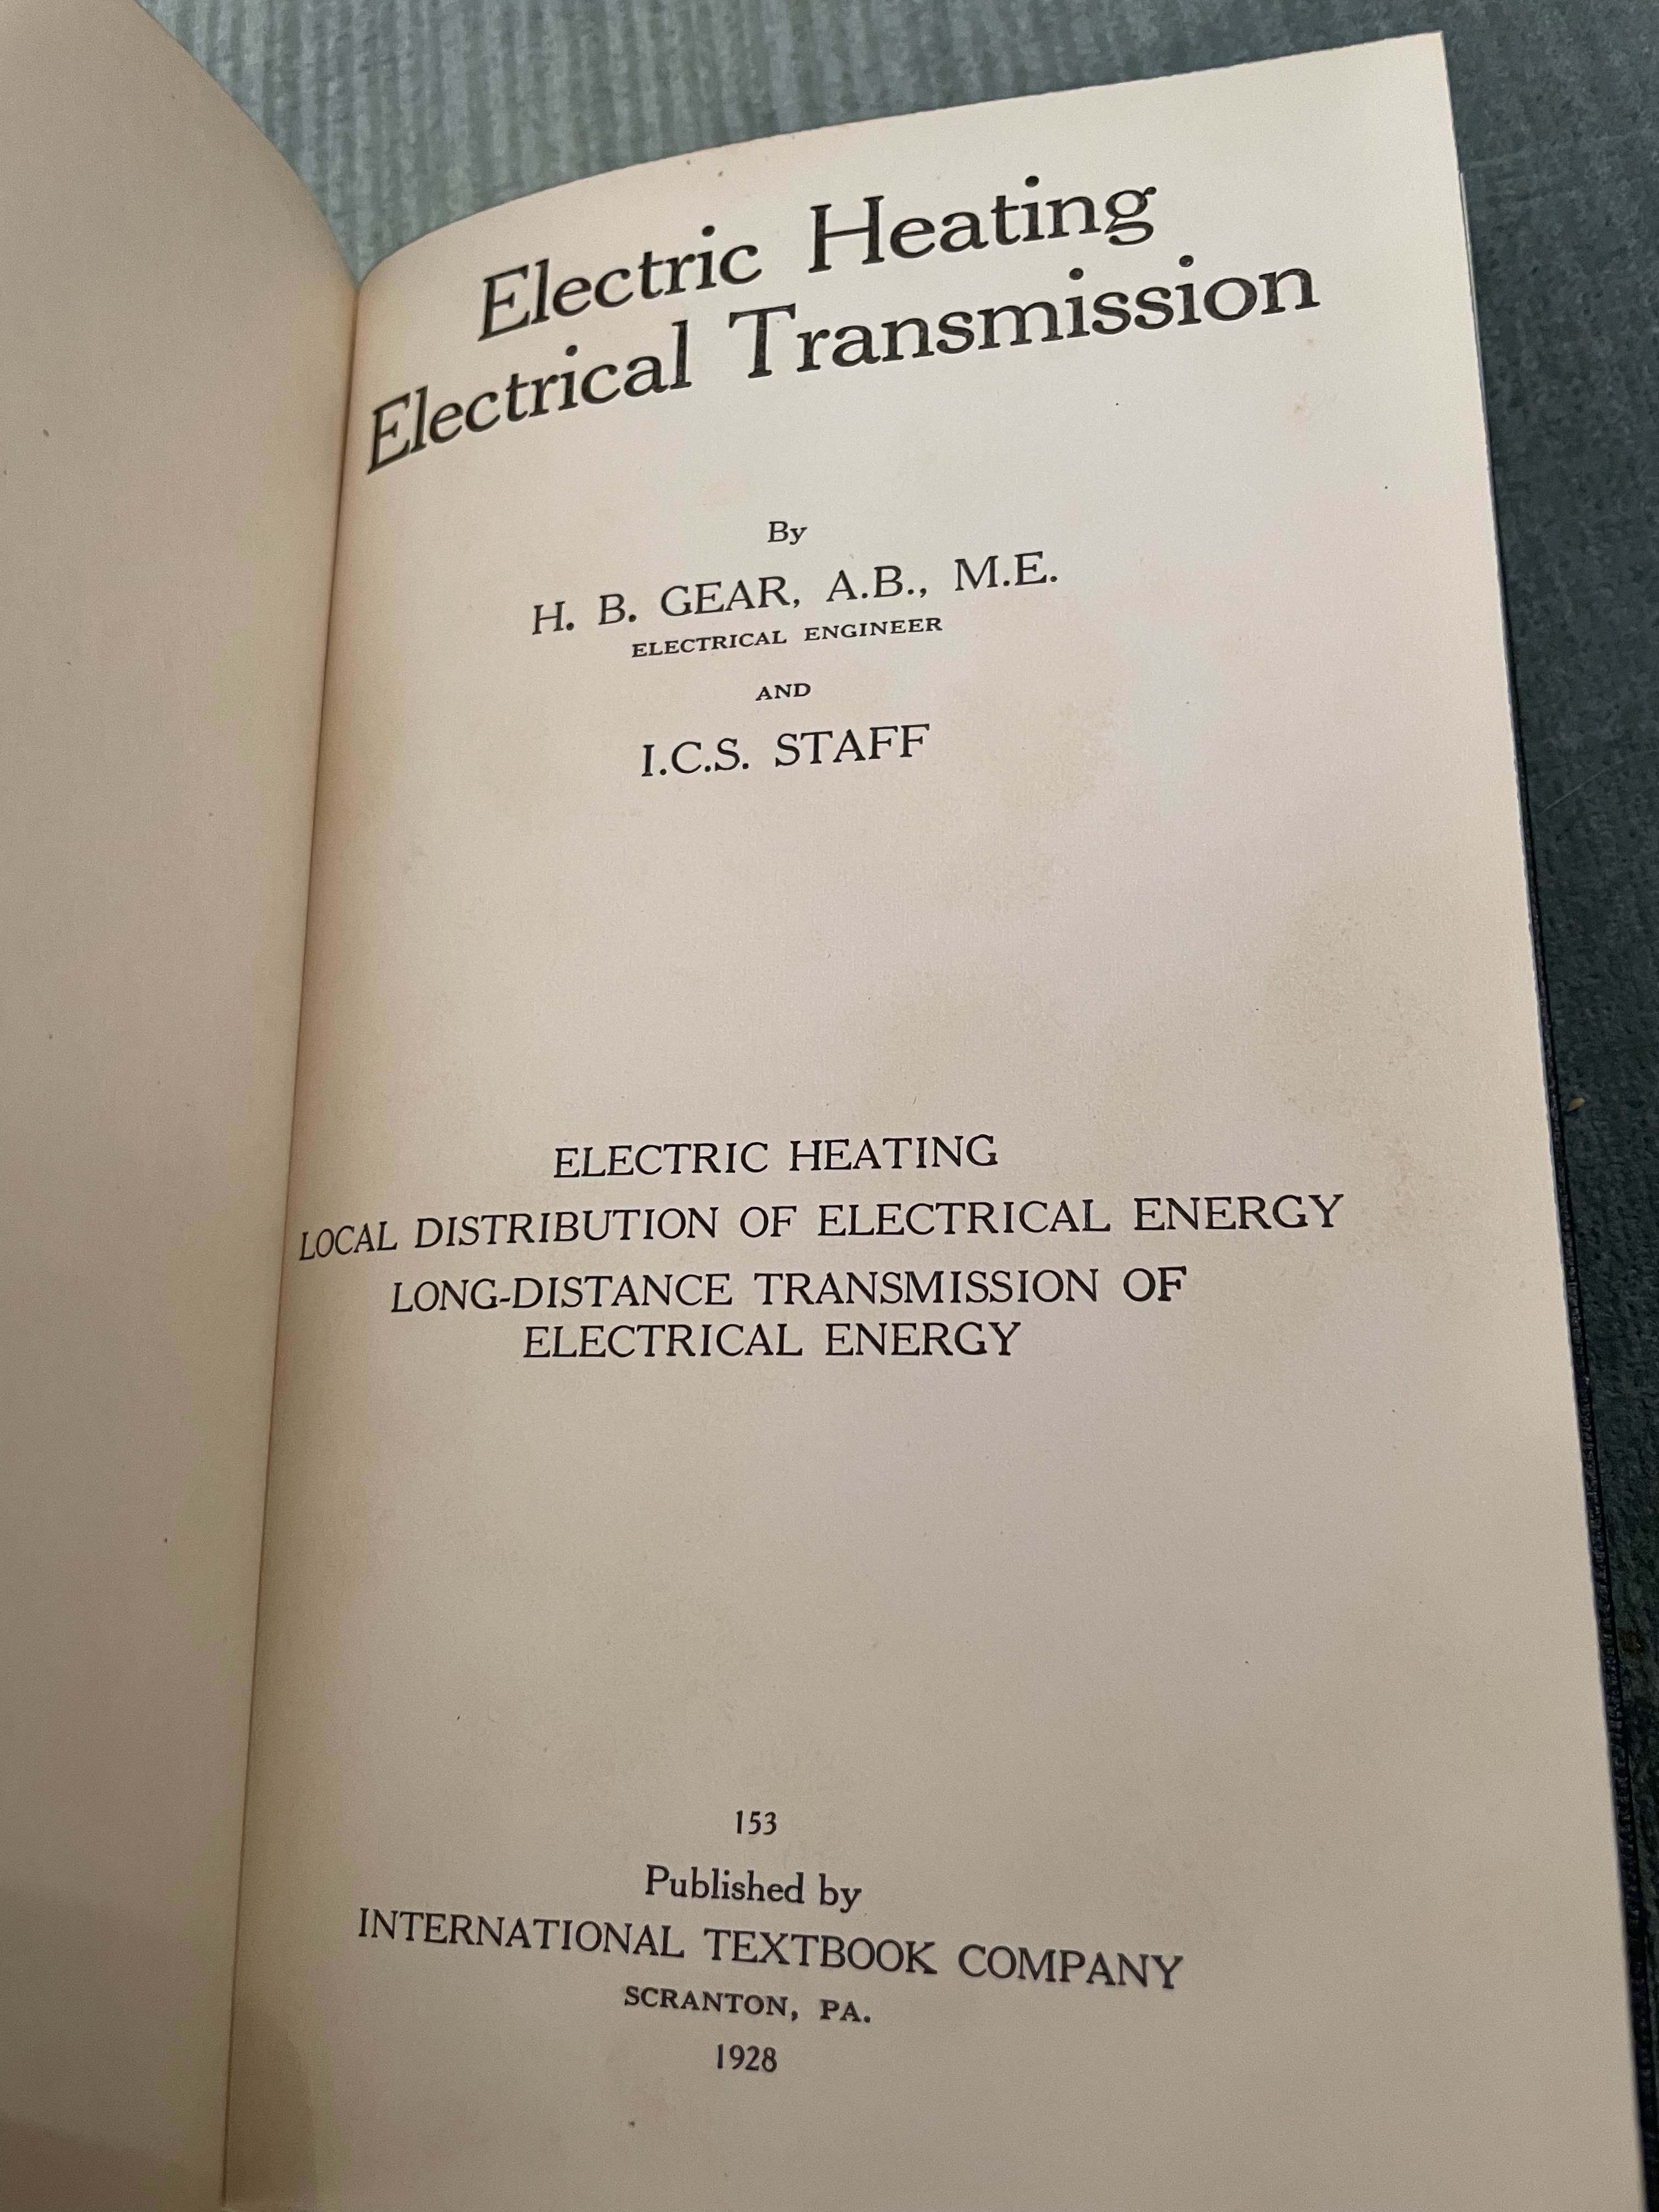 Electric Heating
Electrical Transmission
By
H. B. GEAR, A.B., M.E.
ELECTRICAL ENGINEER
AND
I.C.S. STAFF
ELECTRIC HEATING
LOCAL DISTRIBUTION OF ELECTRICAL ENERGY
LONG-DISTANCE TRANSMISSION OF
ELECTRICAL ENERGY
153
Published by
INTERNATIONAL TEXTBOOK COMPANY
SCRANTON, PA.
1928